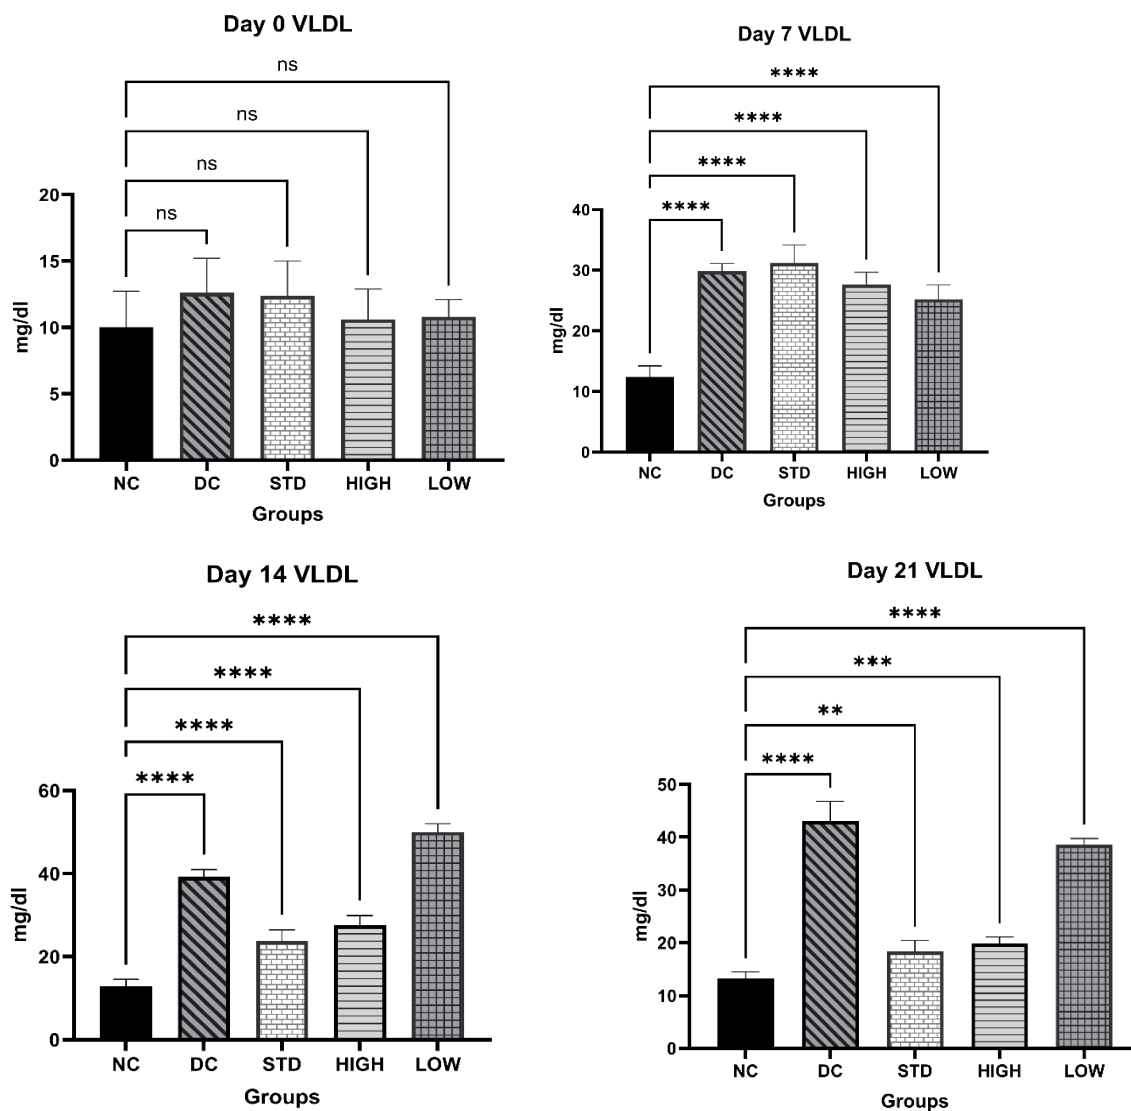 Day 0 VLDL
ns
ns
ns
ns
20
15
10
5
0
mg/dl
NC DC STD HIGH LOW
Groups
Day 7 VLDL
****
****
****
****
40
30
20
10
0
mg/dl
NC DC STD HIGH LOW
Groups
Day 14 VLDL
****
****
****
****
60
40
20
0
mg/dl
NC DC STD HIGH LOW
Groups
Day 21 VLDL
****
***
**
****
50
40
30
20
10
0
mg/dl
NC DC STD HIGH LOW
Groups